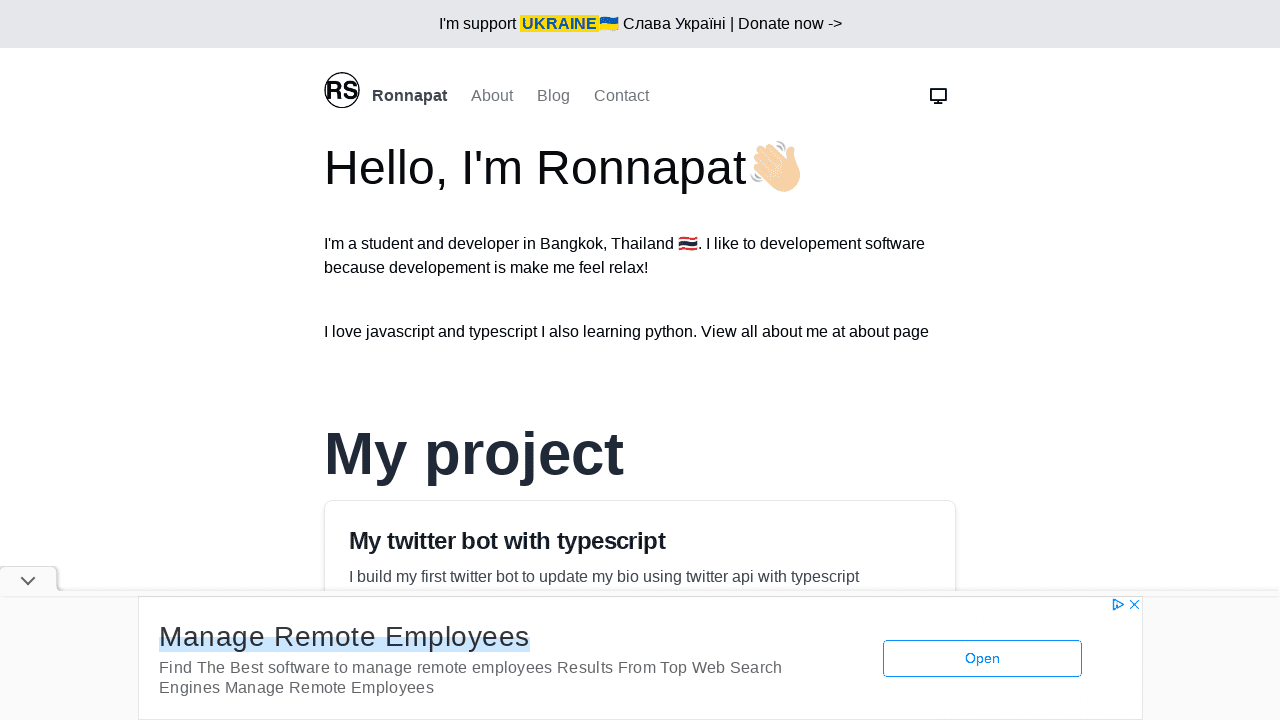 I'm support UKRAINE🇺🇦 Слава Україні | Donate now ->
RS Ronnapat About Blog Contact
Hello, I'm Ronnapat👋🏼
I'm a student and developer in Bangkok, Thailand 🇹🇭. I like to developement software
because developement is make me feel relax!
I love javascript and typescript I also learning python. View all about me at about page
My project
My twitter bot with typescript
I build my first twitter bot to update my bio using twitter api with typescript
Manage Remote Employees
Find The Best software to manage remote employees Results From Top Web Search
Engines Manage Remote Employees
Open